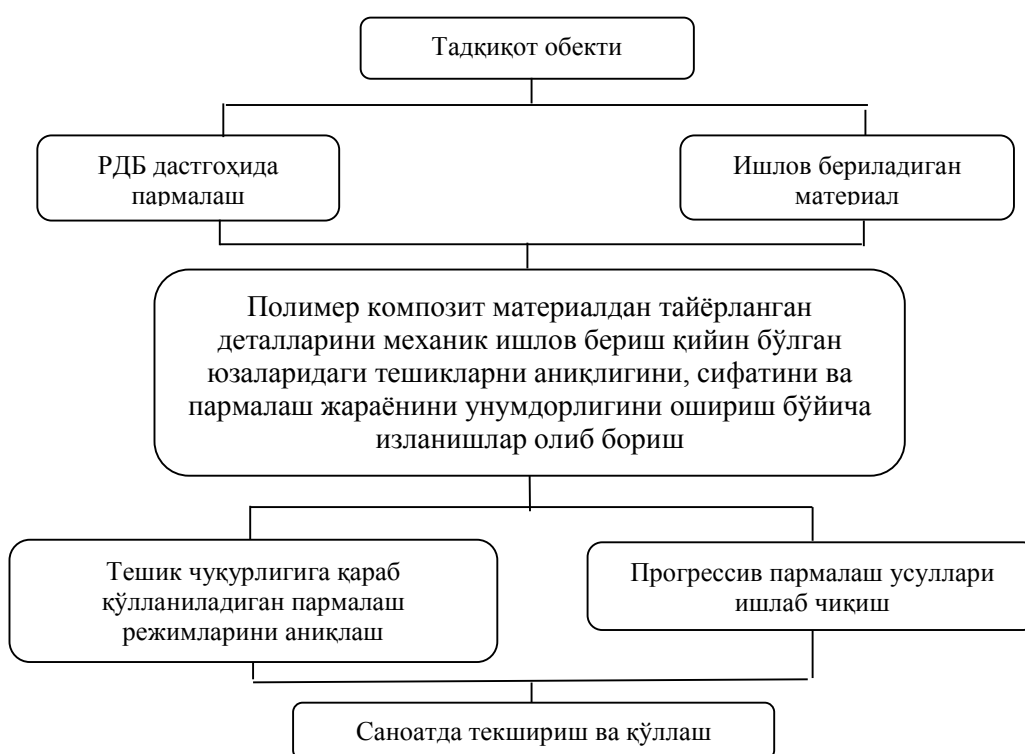 Тадқиқот обекти
РДБ дастгоҳида
пармалаш
Ишлов бериладиган
материал
Полимер композит материалдан тайёрланган
деталларини механик ишлов бериш қийин бўлган
юзаларидаги тешикларни аниқлигини, сифатини ва
пармалаш жараёнини унумдорлигини ошириш бўйича
изланишлар олиб бориш
Тешик чуқурлигига қараб
қўлланиладиган пармалаш
режимларини аниқлаш
Прогрессив пармалаш усуллари
ишлаб чиқиш
Саноатда текшириш ва қўллаш